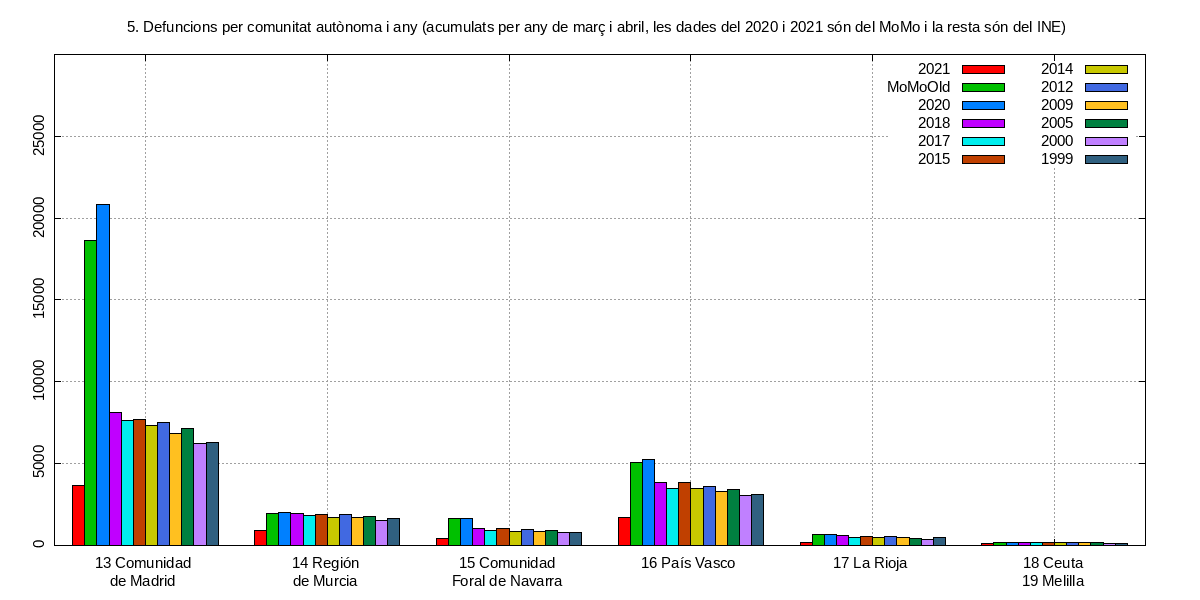 5. Defuncions per comunitat autònoma i any (acumulats per any de març i abril, les dades del 2020 i 2021 són del MoMo i la resta són del INE)
2021
MoMoOld
2020
2018
2017
2015
2014
2012
2009
2005
2000
1999
25000
20000
15000
10000
5000
0
13 Comunidad
de Madrid
14 Región
de Murcia
15 Comunidad
Foral de Navarra
16 País Vasco
17 La Rioja
18 Ceuta
19 Melilla